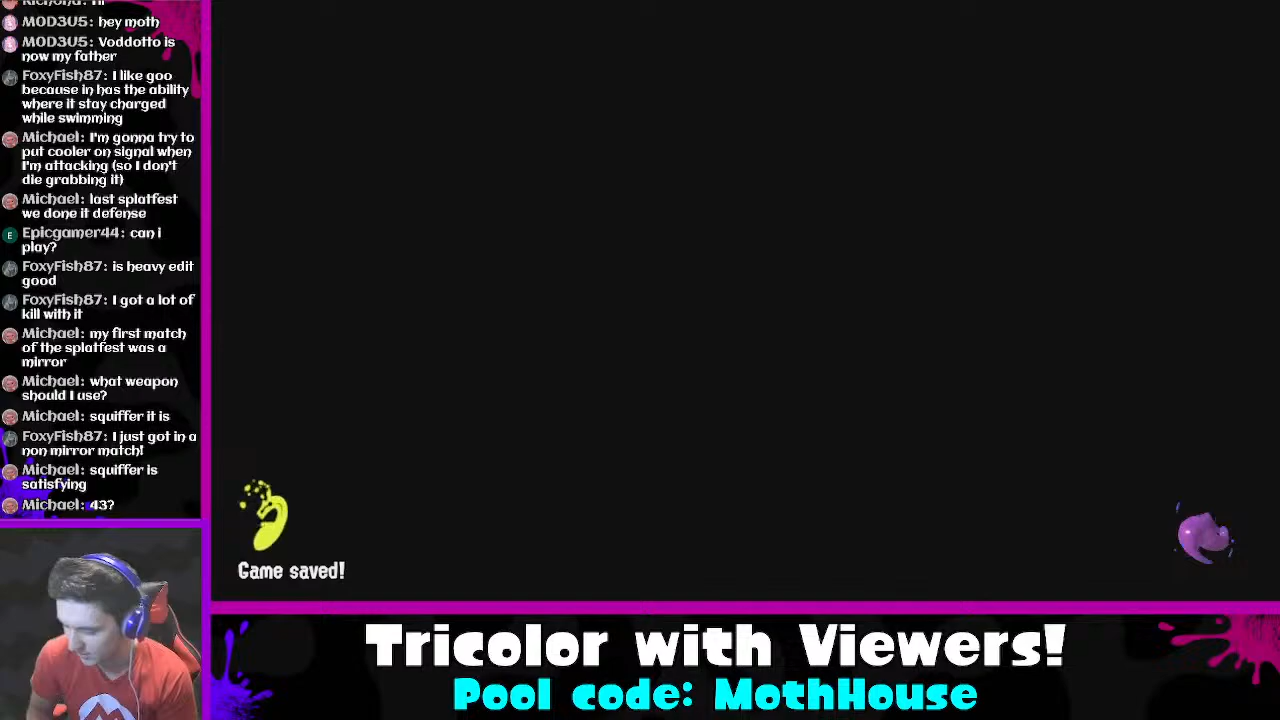 M0D3U5: hey moth
M0D3U5: Voddotto is
now my father
FoxyFish87: I like goo
because in has the ability
where it stay charged
while swimming
Michael: I'm gonna try to
put cooler on signal when
I'm attacking (so I don't
die grabbing it)
Michael: last splatfest
we done it defense
E
Epicgamer44: can i
play?
FoxyFish87: is heavy edit
good
FoxyFish87: I got a lot of
kill with it
Michael: my first match
of the splatfest was a
mirror
Michael: what weapon
should I use?
Michael: squiffer it is
FoxyFish87: I just got in a
non mirror match!
Michael: squiffer is
satisfying
Michael: 43?
Game saved!
Tricolor with Viewers!
Pool code: MothHouse